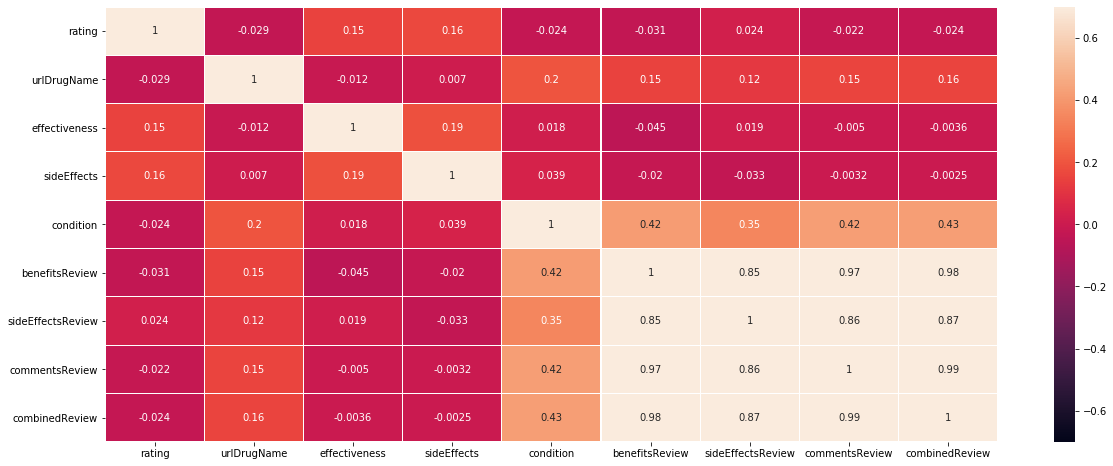 rating 1 -0.029 0.15 0.16 -0.024 -0.031 0.024 -0.022 -0.024
urlDrugName -0.029 1 -0.012 0.007 0.2 0.15 0.12 0.15 0.16
effectiveness 0.15 -0.012 1 0.19 0.018 -0.045 0.019 -0.005 -0.0036
sideEffects 0.16 0.007 0.19 1 0.039 -0.02 -0.033 -0.0032 -0.0025
condition -0.024 0.2 0.018 0.039 1 0.42 0.35 0.42 0.43
benefitsReview -0.031 0.15 -0.045 -0.02 0.42 1 0.85 0.97 0.98
sideEffectsReview 0.024 0.12 0.019 -0.033 0.35 0.85 1 0.86 0.87
commentsReview -0.022 0.15 -0.005 -0.0032 0.42 0.97 0.86 1 0.99
combinedReview -0.024 0.16 -0.0036 -0.0025 0.43 0.98 0.87 0.99 1
rating urlDrugName effectiveness sideEffects condition benefitsReview sideEffectsReview commentsReview combinedReview
0.6
0.4
0.2
0.0
−0.2
−0.4
−0.6